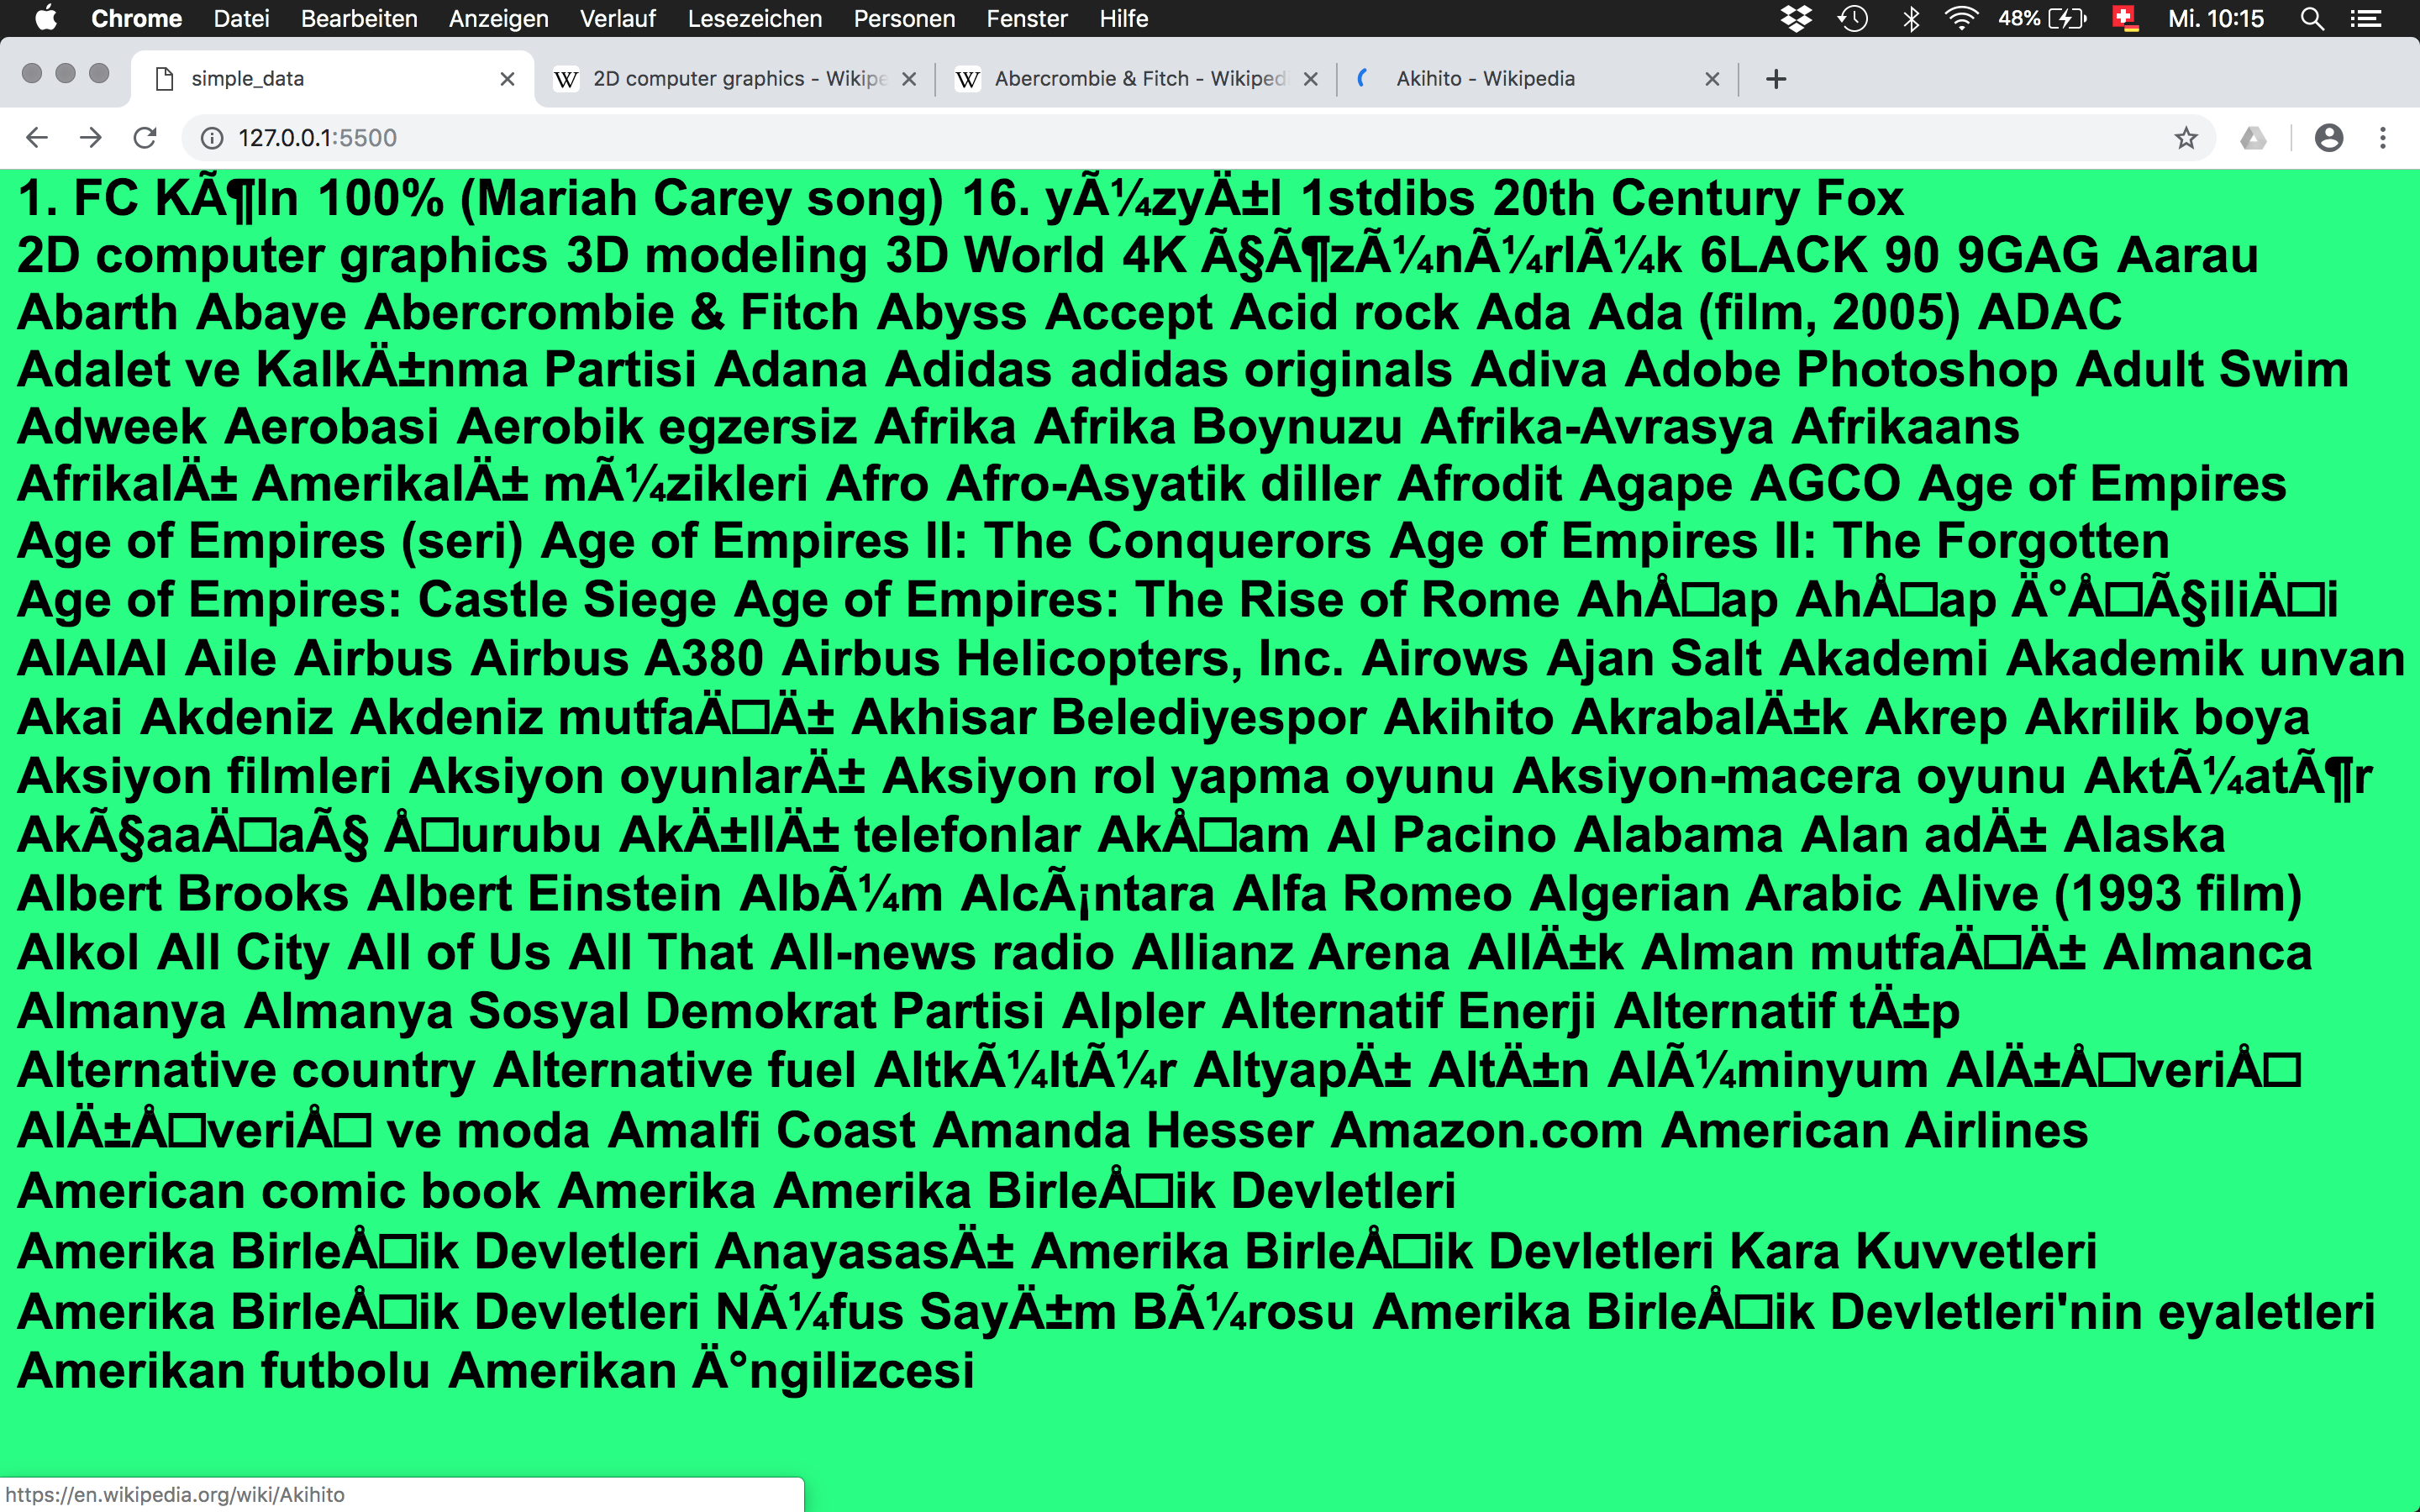 Chrome Datei Bearbeiten Anzeigen Verlauf Lesezeichen Personen Fenster Hilfe 48% Mi. 10:15
simple_data 2D computer graphics - Wikipe Abercrombie & Fitch - Wikipedi Akihito - Wikipedia
127.0.0.1:5500
1. FC KÃ¶ln 100% (Mariah Carey song) 16. yÃ¼zyÄ±l 1stdibs 20th Century Fox
2D computer graphics 3D modeling 3D World 4K Ã§Ã¶zÃ¼nÃ¼rlÃ¼k 6LACK 90 9GAG Aarau
Abarth Abaye Abercrombie & Fitch Abyss Accept Acid rock Ada Ada (film, 2005) ADAC
Adalet ve KalkÄ±nma Partisi Adana Adidas adidas originals Adiva Adobe Photoshop Adult Swim
Adweek Aerobasi Aerobik egzersiz Afrika Afrika Boynuzu Afrika-Avrasya Afrikaans
AfrikalÄ± AmerikalÄ± mÃ¼zikleri Afro Afro-Asyatik diller Afrodit Agape AGCO Age of Empires
Age of Empires (seri) Age of Empires II: The Conquerors Age of Empires II: The Forgotten
Age of Empires: Castle Siege Age of Empires: The Rise of Rome AhÅ□ap AhÅ□ap Ä°Å□Ã§iliÄ□i
AlAlAl Aile Airbus Airbus A380 Airbus Helicopters, Inc. Airows Ajan Salt Akademi Akademik unvan
Akai Akdeniz Akdeniz mutfaÄ□Ä± Akhisar Belediyespor Akihito AkrabalÄ±k Akrep Akrilik boya
Aksiyon filmleri Aksiyon oyunlarÄ± Aksiyon rol yapma oyunu Aksiyon-macera oyunu AktÃ¼atÃ¶r
AkÃ§aaÄ□aÃ§ Å□urubu AkÄ±llÄ± telefonlar AkÅ□am Al Pacino Alabama Alan adÄ± Alaska
Albert Brooks Albert Einstein AlbÃ¼m AlcÃ¡ntara Alfa Romeo Algerian Arabic Alive (1993 film)
Alkol All City All of Us All That All-news radio Allianz Arena AllÄ±k Alman mutfaÄ□Ä± Almanca
Almanya Almanya Sosyal Demokrat Partisi Alpler Alternatif Enerji Alternatif tÄ±p
Alternative country Alternative fuel AltkÃ¼ltÃ¼r AltyapÄ± AltÄ±n AlÃ¼minyum AlÄ±Å□veriÅ□
AlÄ±Å□veriÅ□ ve moda Amalfi Coast Amanda Hesser Amazon.com American Airlines
American comic book Amerika Amerika BirleÅ□ik Devletleri
Amerika BirleÅ□ik Devletleri AnayasasÄ± Amerika BirleÅ□ik Devletleri Kara Kuvvetleri
Amerika BirleÅ□ik Devletleri NÃ¼fus SayÄ±m BÃ¼rosu Amerika BirleÅ□ik Devletleri'nin eyaletleri
Amerikan futbolu Amerikan Ä°ngilizcesi
https://en.wikipedia.org/wiki/Akihito